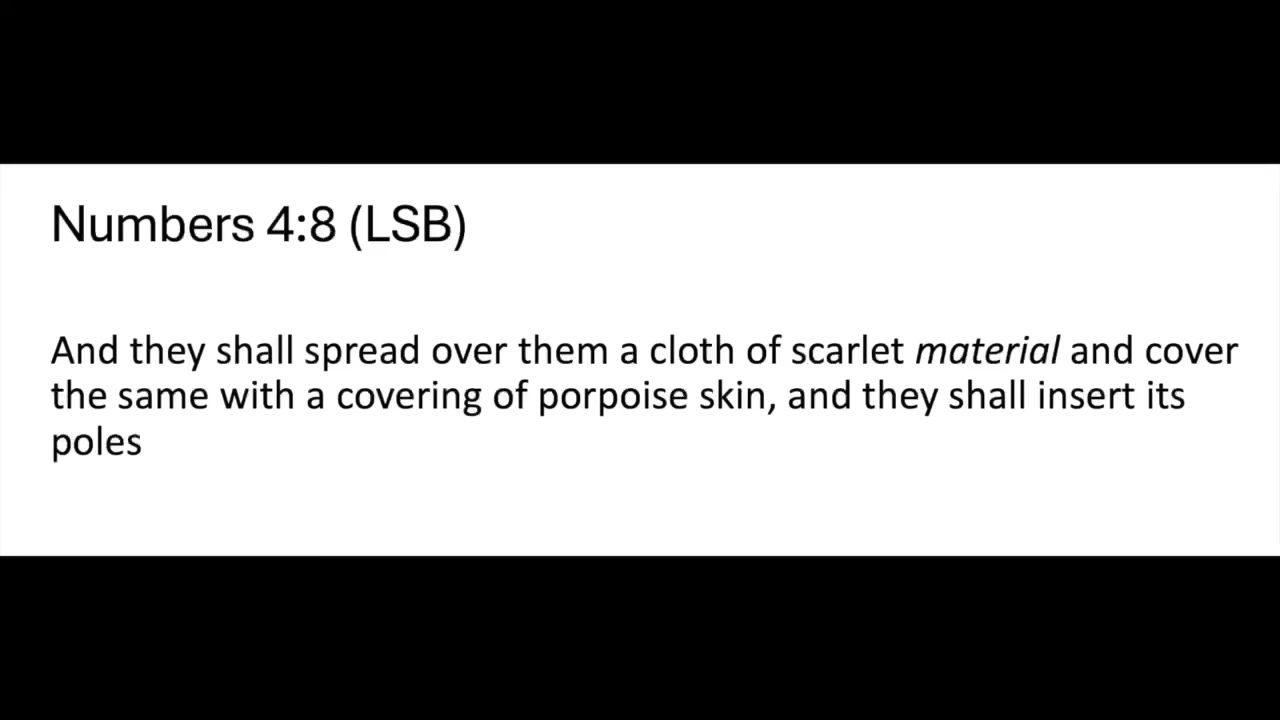 Numbers 4:8 (LSB)
And they shall spread over them a cloth of scarlet material and cover
the same with a covering of porpoise skin, and they shall insert its
poles